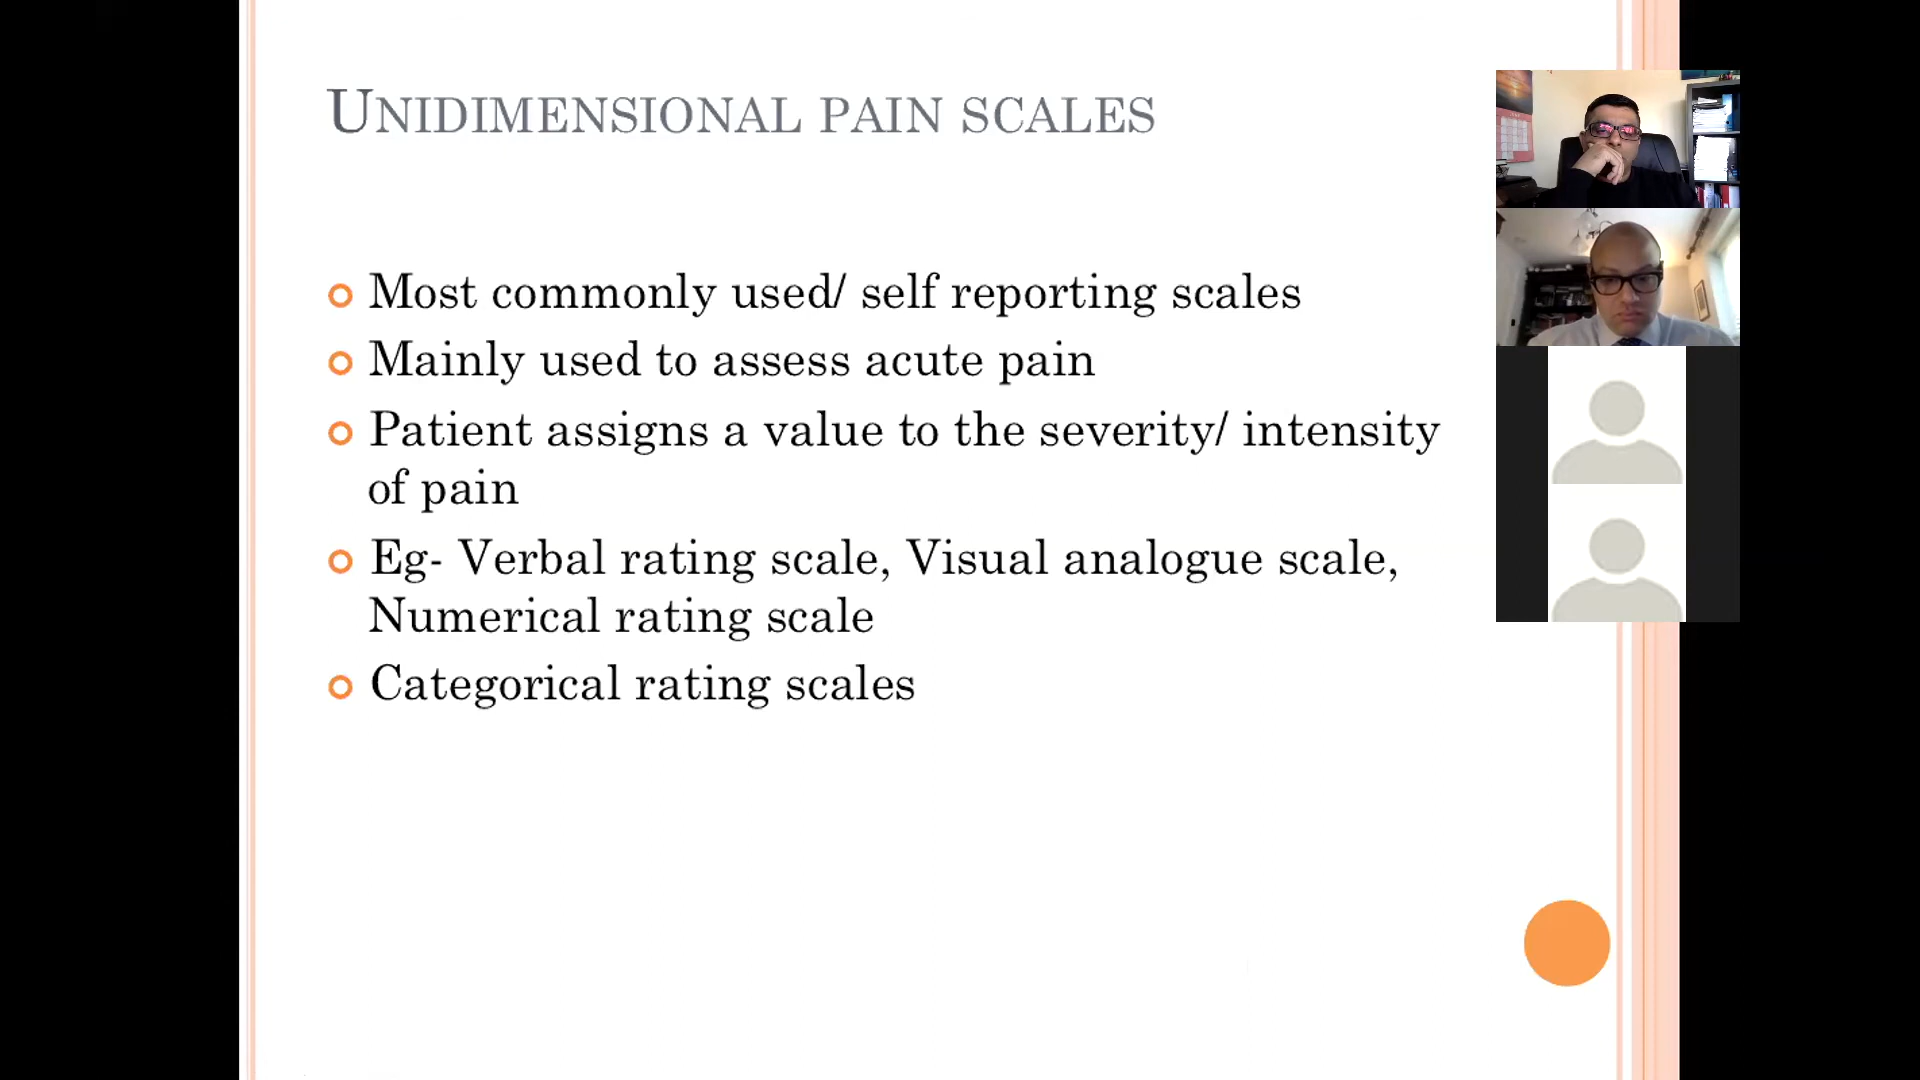 UNIDIMENSIONAL PAIN SCALES
Most commonly used/ self reporting scales
Mainly used to assess acute pain
Patient assigns a value to the severity/ intensity
of pain
Eg- Verbal rating scale, Visual analogue scale,
Numerical rating scale
Categorical rating scales